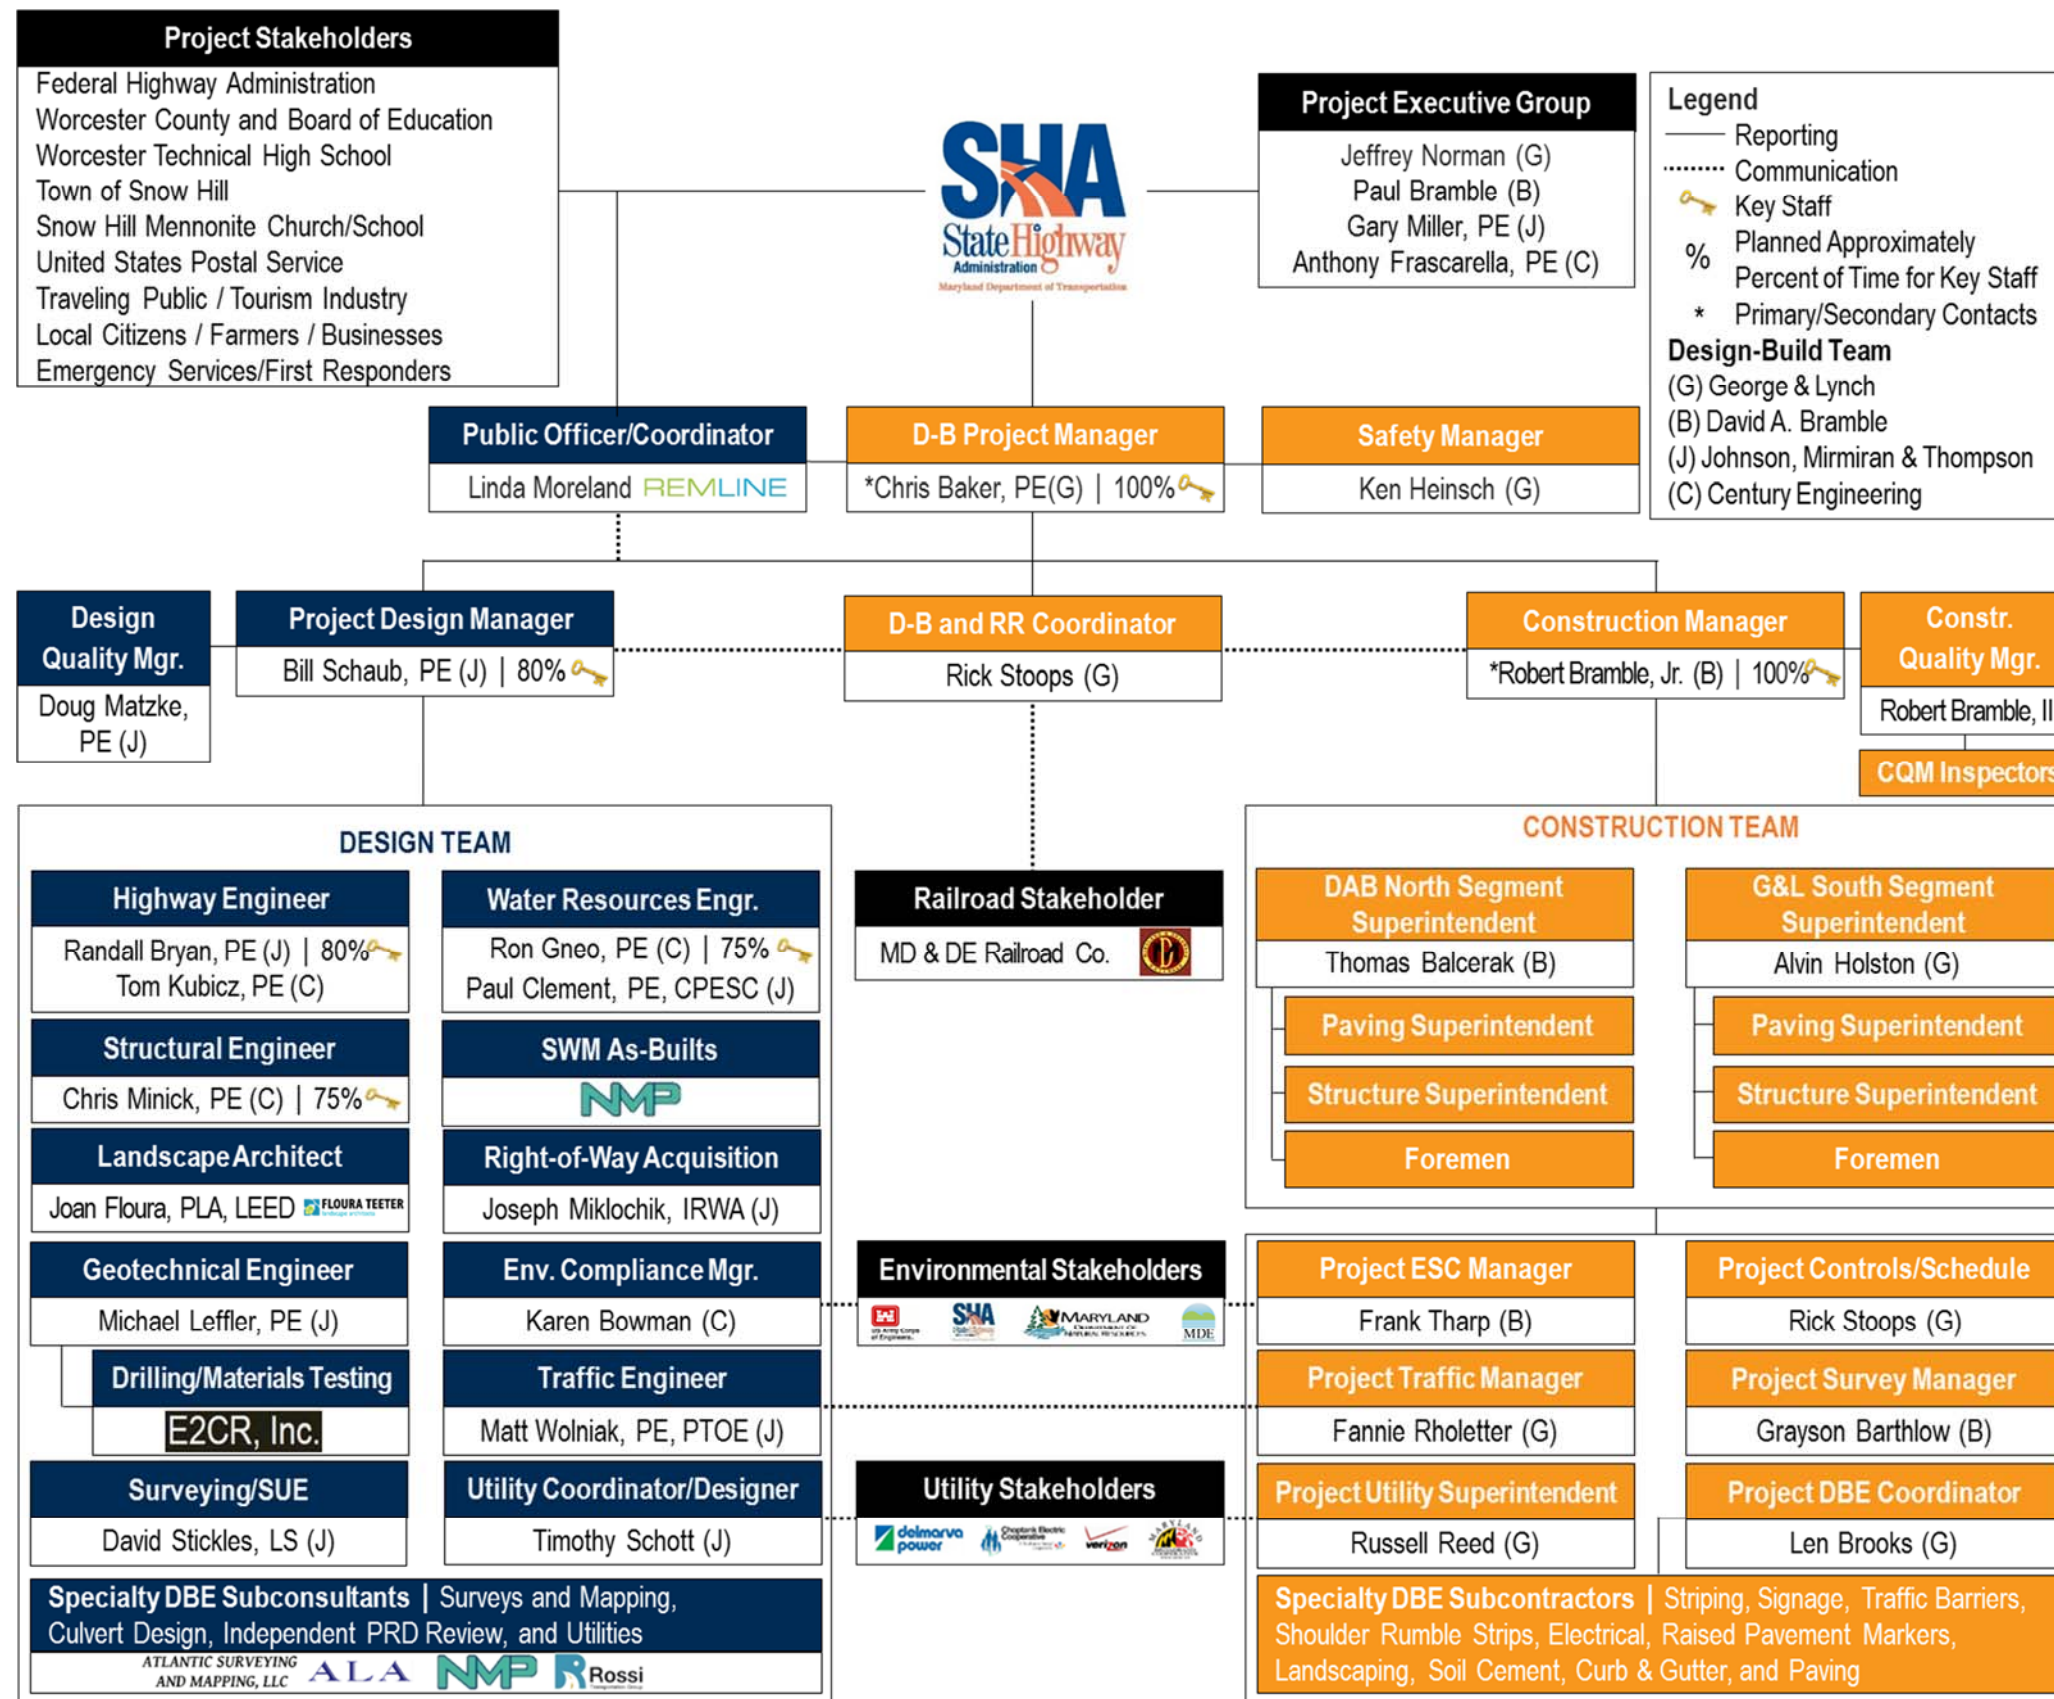 Project Stakeholders
Federal Highway Administration
Worcester County and Board of Education
Worcester Technical High School
Town of Snow Hill
Snow Hill Mennonite Church/School
United States Postal Service
Traveling Public / Tourism Industry
Local Citizens / Farmers / Businesses
Emergency Services/First Responders
SHA
State Highway
Administration
Maryland Department of Transportation
Project Executive Group
Jeffrey Norman (G)
Paul Bramble (B)
Gary Miller, PE (J)
Anthony Frascarella, PE (C)
Legend
Reporting
Communication
Key Staff
% Planned Approximately
Percent of Time for Key Staff
* Primary/Secondary Contacts
Design-Build Team
(G) George & Lynch
(B) David A. Bramble
(J) Johnson, Mirmiran & Thompson
(C) Century Engineering
Public Officer/Coordinator
Linda Moreland REMLINE
D-B Project Manager
*Chris Baker, PE(G) | 100%
Safety Manager
Ken Heinsch (G)
Design
Quality Mgr.
Doug Matzke,
PE (J)
Project Design Manager
Bill Schaub, PE (J) | 80%
D-B and RR Coordinator
Rick Stoops (G)
Construction Manager
*Robert Bramble, Jr. (B) | 100%
Constr.
Quality Mgr.
Robert Bramble, II
CQM Inspectors
DESIGN TEAM
Highway Engineer
Randall Bryan, PE (J) | 80%
Tom Kubicz, PE (C)
Water Resources Engr.
Ron Gneo, PE (C) | 75%
Paul Clement, PE, CPESC (J)
Structural Engineer
Chris Minick, PE (C) | 75%
SWM As-Builts
NMP
Landscape Architect
Joan Floura, PLA, LEED FLOURA TEETER
landscape architects
Right-of-Way Acquisition
Joseph Miklochik, IRWA (J)
Geotechnical Engineer
Michael Leffler, PE (J)
Env. Compliance Mgr.
Karen Bowman (C)
Drilling/Materials Testing
E2CR, Inc.
Traffic Engineer
Matt Wolniak, PE, PTOE (J)
Surveying/SUE
David Stickles, LS (J)
Utility Coordinator/Designer
Timothy Schott (J)
Specialty DBE Subconsultants | Surveys and Mapping,
Culvert Design, Independent PRD Review, and Utilities
ATLANTIC SURVEYING
AND MAPPING, LLC
ALA
NMP
Rossi
Transportation Group
Railroad Stakeholder
MD & DE Railroad Co.
Environmental Stakeholders
US Army Corps
of Engineers
SHA
MARYLAND
DEPARTMENT OF
NATURAL RESOURCES
MDE
Utility Stakeholders
delmarva
power
Choptank Electric
Cooperative
verizon
MARYLAND
CONSTRUCTION TEAM
DAB North Segment
Superintendent
Thomas Balcerak (B)
Paving Superintendent
Structure Superintendent
Foremen
G&L South Segment
Superintendent
Alvin Holston (G)
Paving Superintendent
Structure Superintendent
Foremen
Project ESC Manager
Frank Tharp (B)
Project Controls/Schedule
Rick Stoops (G)
Project Traffic Manager
Fannie Rholetter (G)
Project Survey Manager
Grayson Barthlow (B)
Project Utility Superintendent
Russell Reed (G)
Project DBE Coordinator
Len Brooks (G)
Specialty DBE Subcontractors | Striping, Signage, Traffic Barriers,
Shoulder Rumble Strips, Electrical, Raised Pavement Markers,
Landscaping, Soil Cement, Curb & Gutter, and Paving